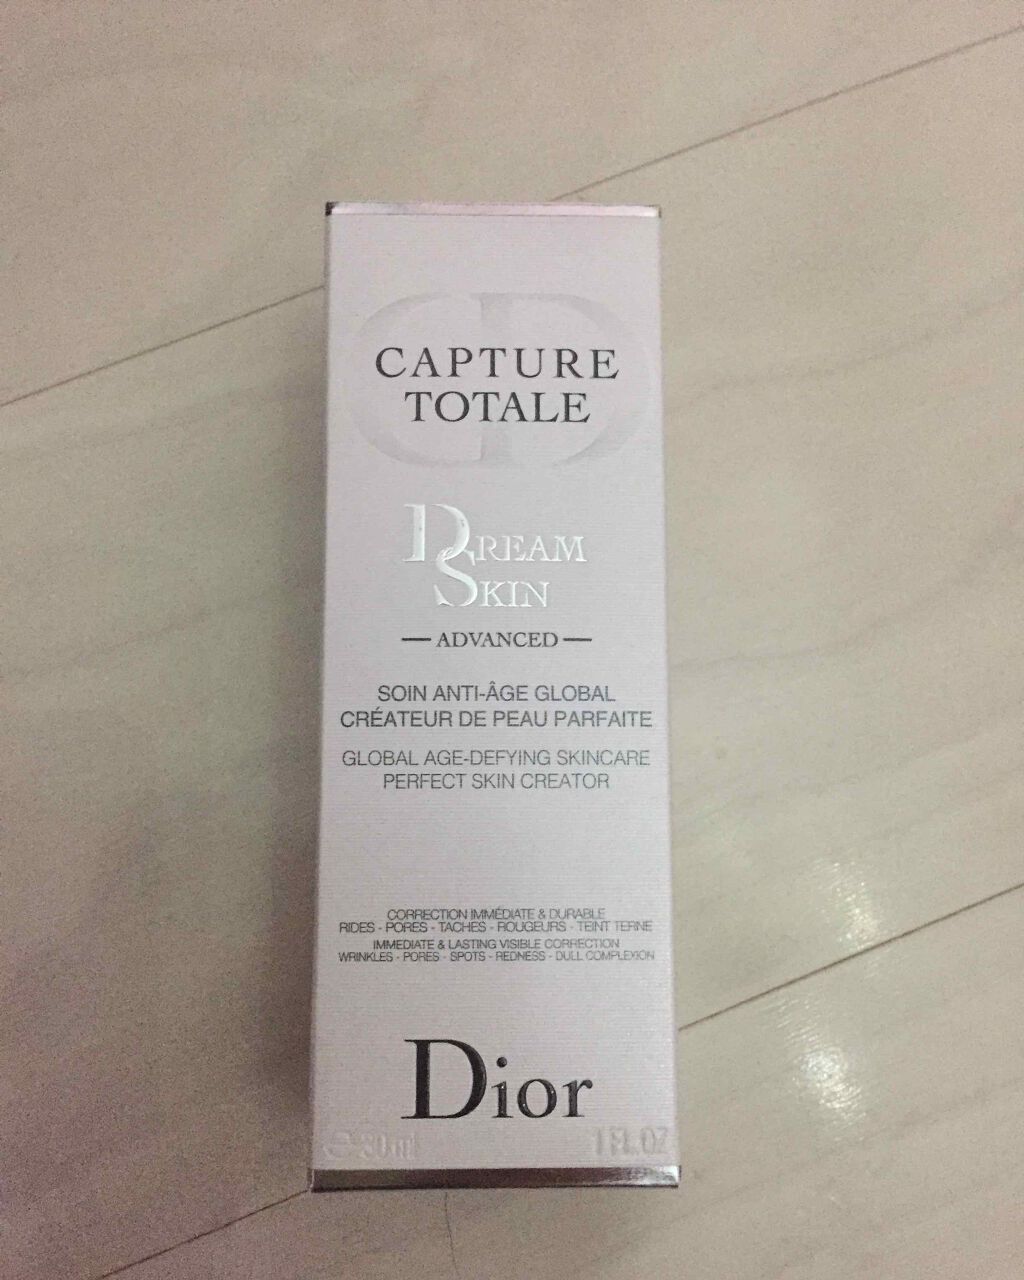 CAPTURE
TOTALE
DREAM
SKIN
— ADVANCED —
SOIN ANTI-ÂGE GLOBAL
CRÉATEUR DE PEAU PARFAITE
GLOBAL AGE-DEFYING SKINCARE
PERFECT SKIN CREATOR
CORRECTION IMMÉDIATE & DURABLE
RIDES - PORES - TACHES - ROUGEURS - TEINT TERNE
IMMEDIATE & LASTING VISIBLE CORRECTION
WRINKLES - PORES - SPOTS - REDNESS - DULL COMPLEXION
Dior
℮ 30 ml 1 FL.OZ